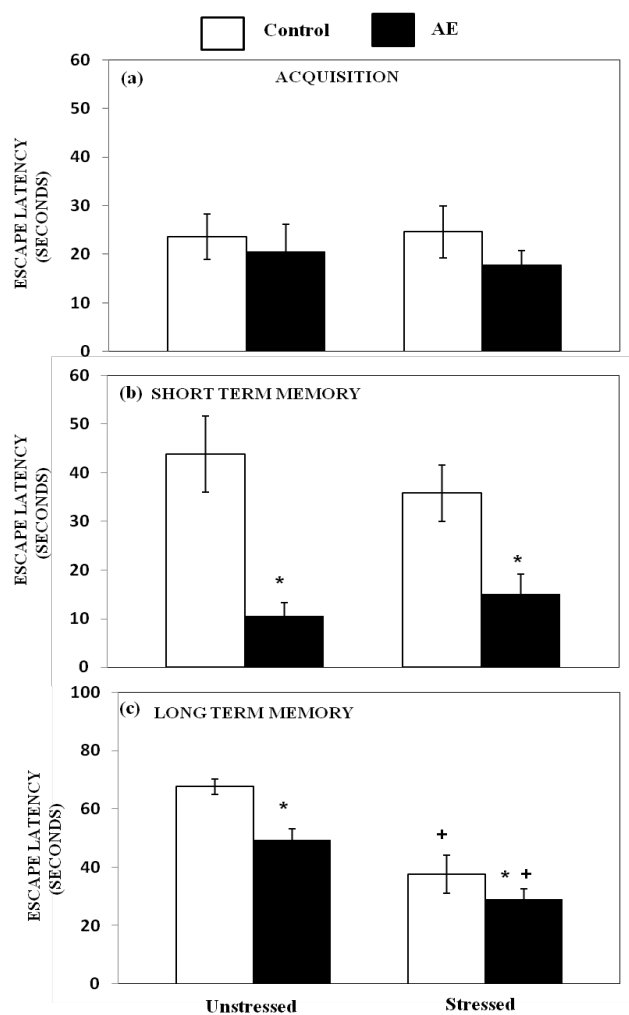 Control AE
(a) ACQUISITION
ESCAPE LATENCY
(SECONDS)
60
50
40
30
20
10
0
(b) SHORT TERM MEMORY
ESCAPE LATENCY
(SECONDS)
60
50
40
30
20
10
0
*
*
(c) LONG TERM MEMORY
ESCAPE LATENCY
(SECONDS)
100
80
60
40
20
0
*
+
* +
Unstressed Stressed